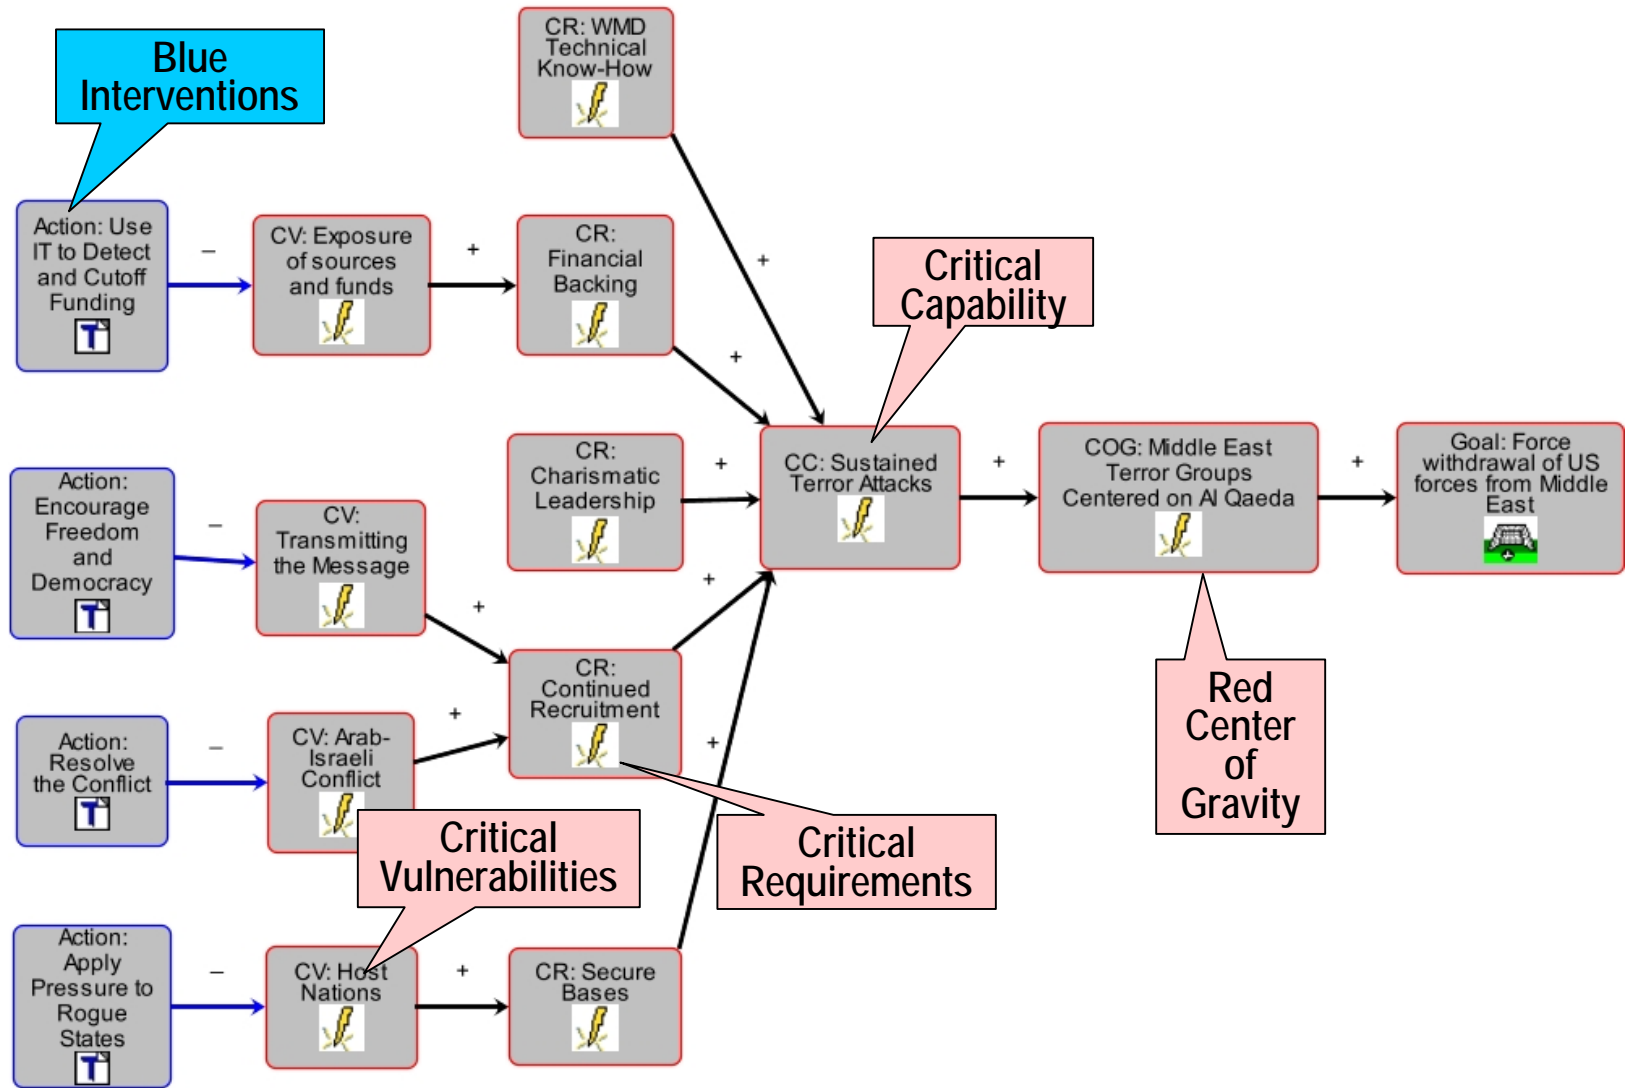 CR: WMD
Technical
Know-How
Blue
Interventions
Action: Use
IT to Detect
and Cutoff
Funding
T
–
CV: Exposure
of sources
and funds
+
CR:
Financial
Backing
+
+
Critical
Capability
Action:
Encourage
Freedom
and
Democracy
T
–
CV:
Transmitting
the Message
+
CR:
Charismatic
Leadership
+
CC: Sustained
Terror Attacks
+
COG: Middle East
Terror Groups
Centered on Al Qaeda
+
Goal: Force
withdrawal of US
forces from Middle
East
Action:
Resolve
the Conflict
T
–
CV: Arab-
Israeli
Conflict
+
CR:
Continued
Recruitment
+
+
Red
Center
of
Gravity
Critical
Vulnerabilities
Critical
Requirements
Action:
Apply
Pressure to
Rogue
States
T
–
CV: Host
Nations
+
CR: Secure
Bases